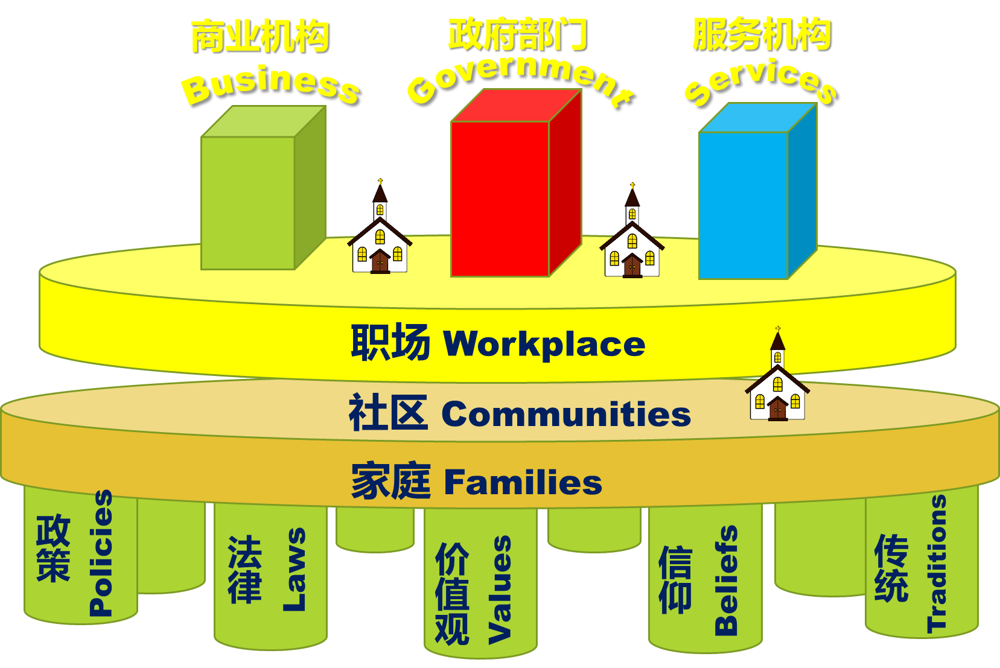 商业机构
Business
政府部门
Government
服务机构
Services
职场 Workplace
社区 Communities
家庭 Families
政策
Policies
法律
Laws
价值观
Values
信仰
Beliefs
传统
Traditions